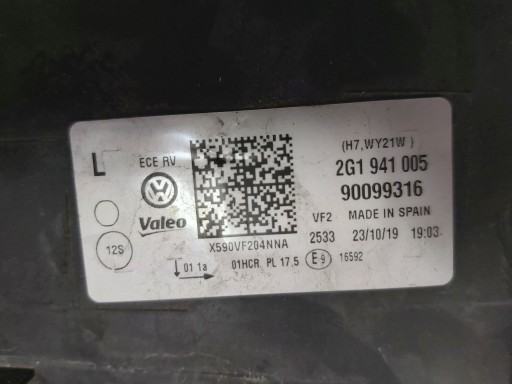 L ECE RV
(H7,WY21W)
2G1 941 005
90099316
Valeo
VF2 MADE IN SPAIN
12S
X590VF204NNA
2533 23/10/19 19:03
01 1a
01HCR PL 17.5
E9 16592